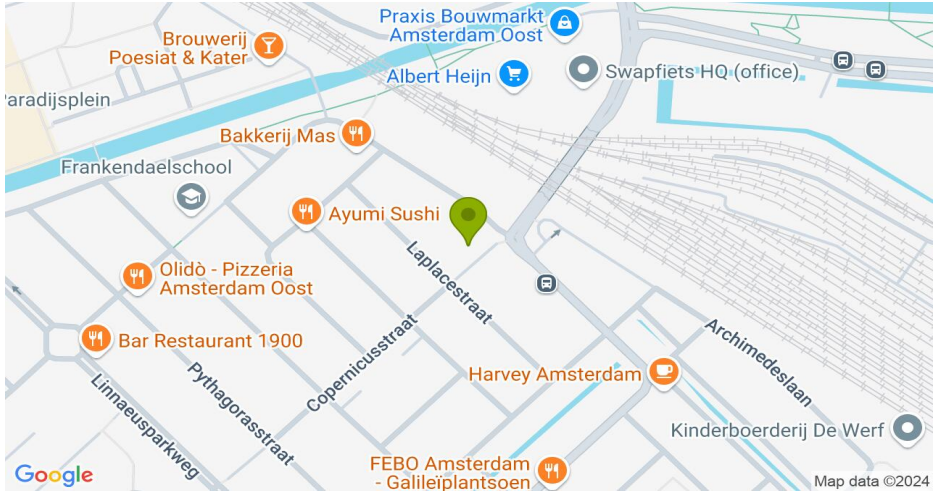 Praxis Bouwmarkt
Amsterdam Oost
Brouwerij
Poesiat & Kater
Albert Heijn
Swapfiets HQ (office)
Paradijsplein
Bakkerij Mas
Frankendaelschool
Ayumi Sushi
Laplacestraat
Olidò - Pizzeria
Amsterdam Oost
Bar Restaurant 1900
Copernicusstraat
Archimedeslaan
Harvey Amsterdam
Pythagorasstraat
Linnaeusparkweg
Kinderboerderij De Werf
FEBO Amsterdam
- Galileïplantsoen
Google
Map data ©2024